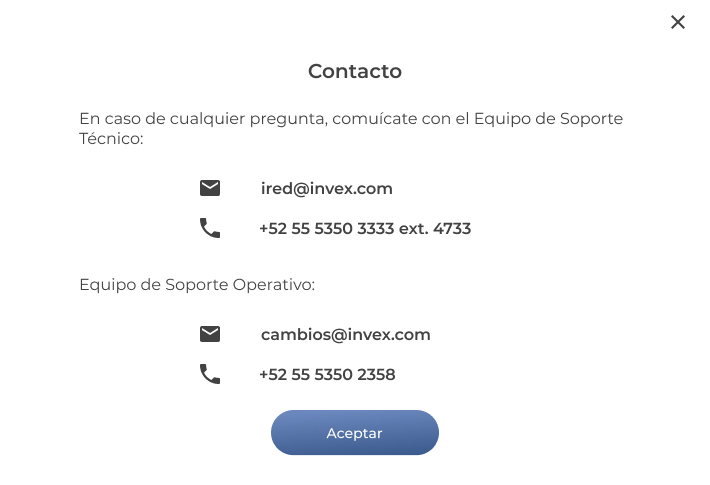 Contacto
En caso de cualquier pregunta, comuícate con el Equipo de Soporte
Técnico:
ired@invex.com
+52 55 5350 3333 ext. 4733
Equipo de Soporte Operativo:
cambios@invex.com
+52 55 5350 2358
Aceptar